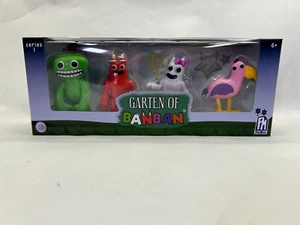 series
1
6+
GARTEN OF
BANBAN